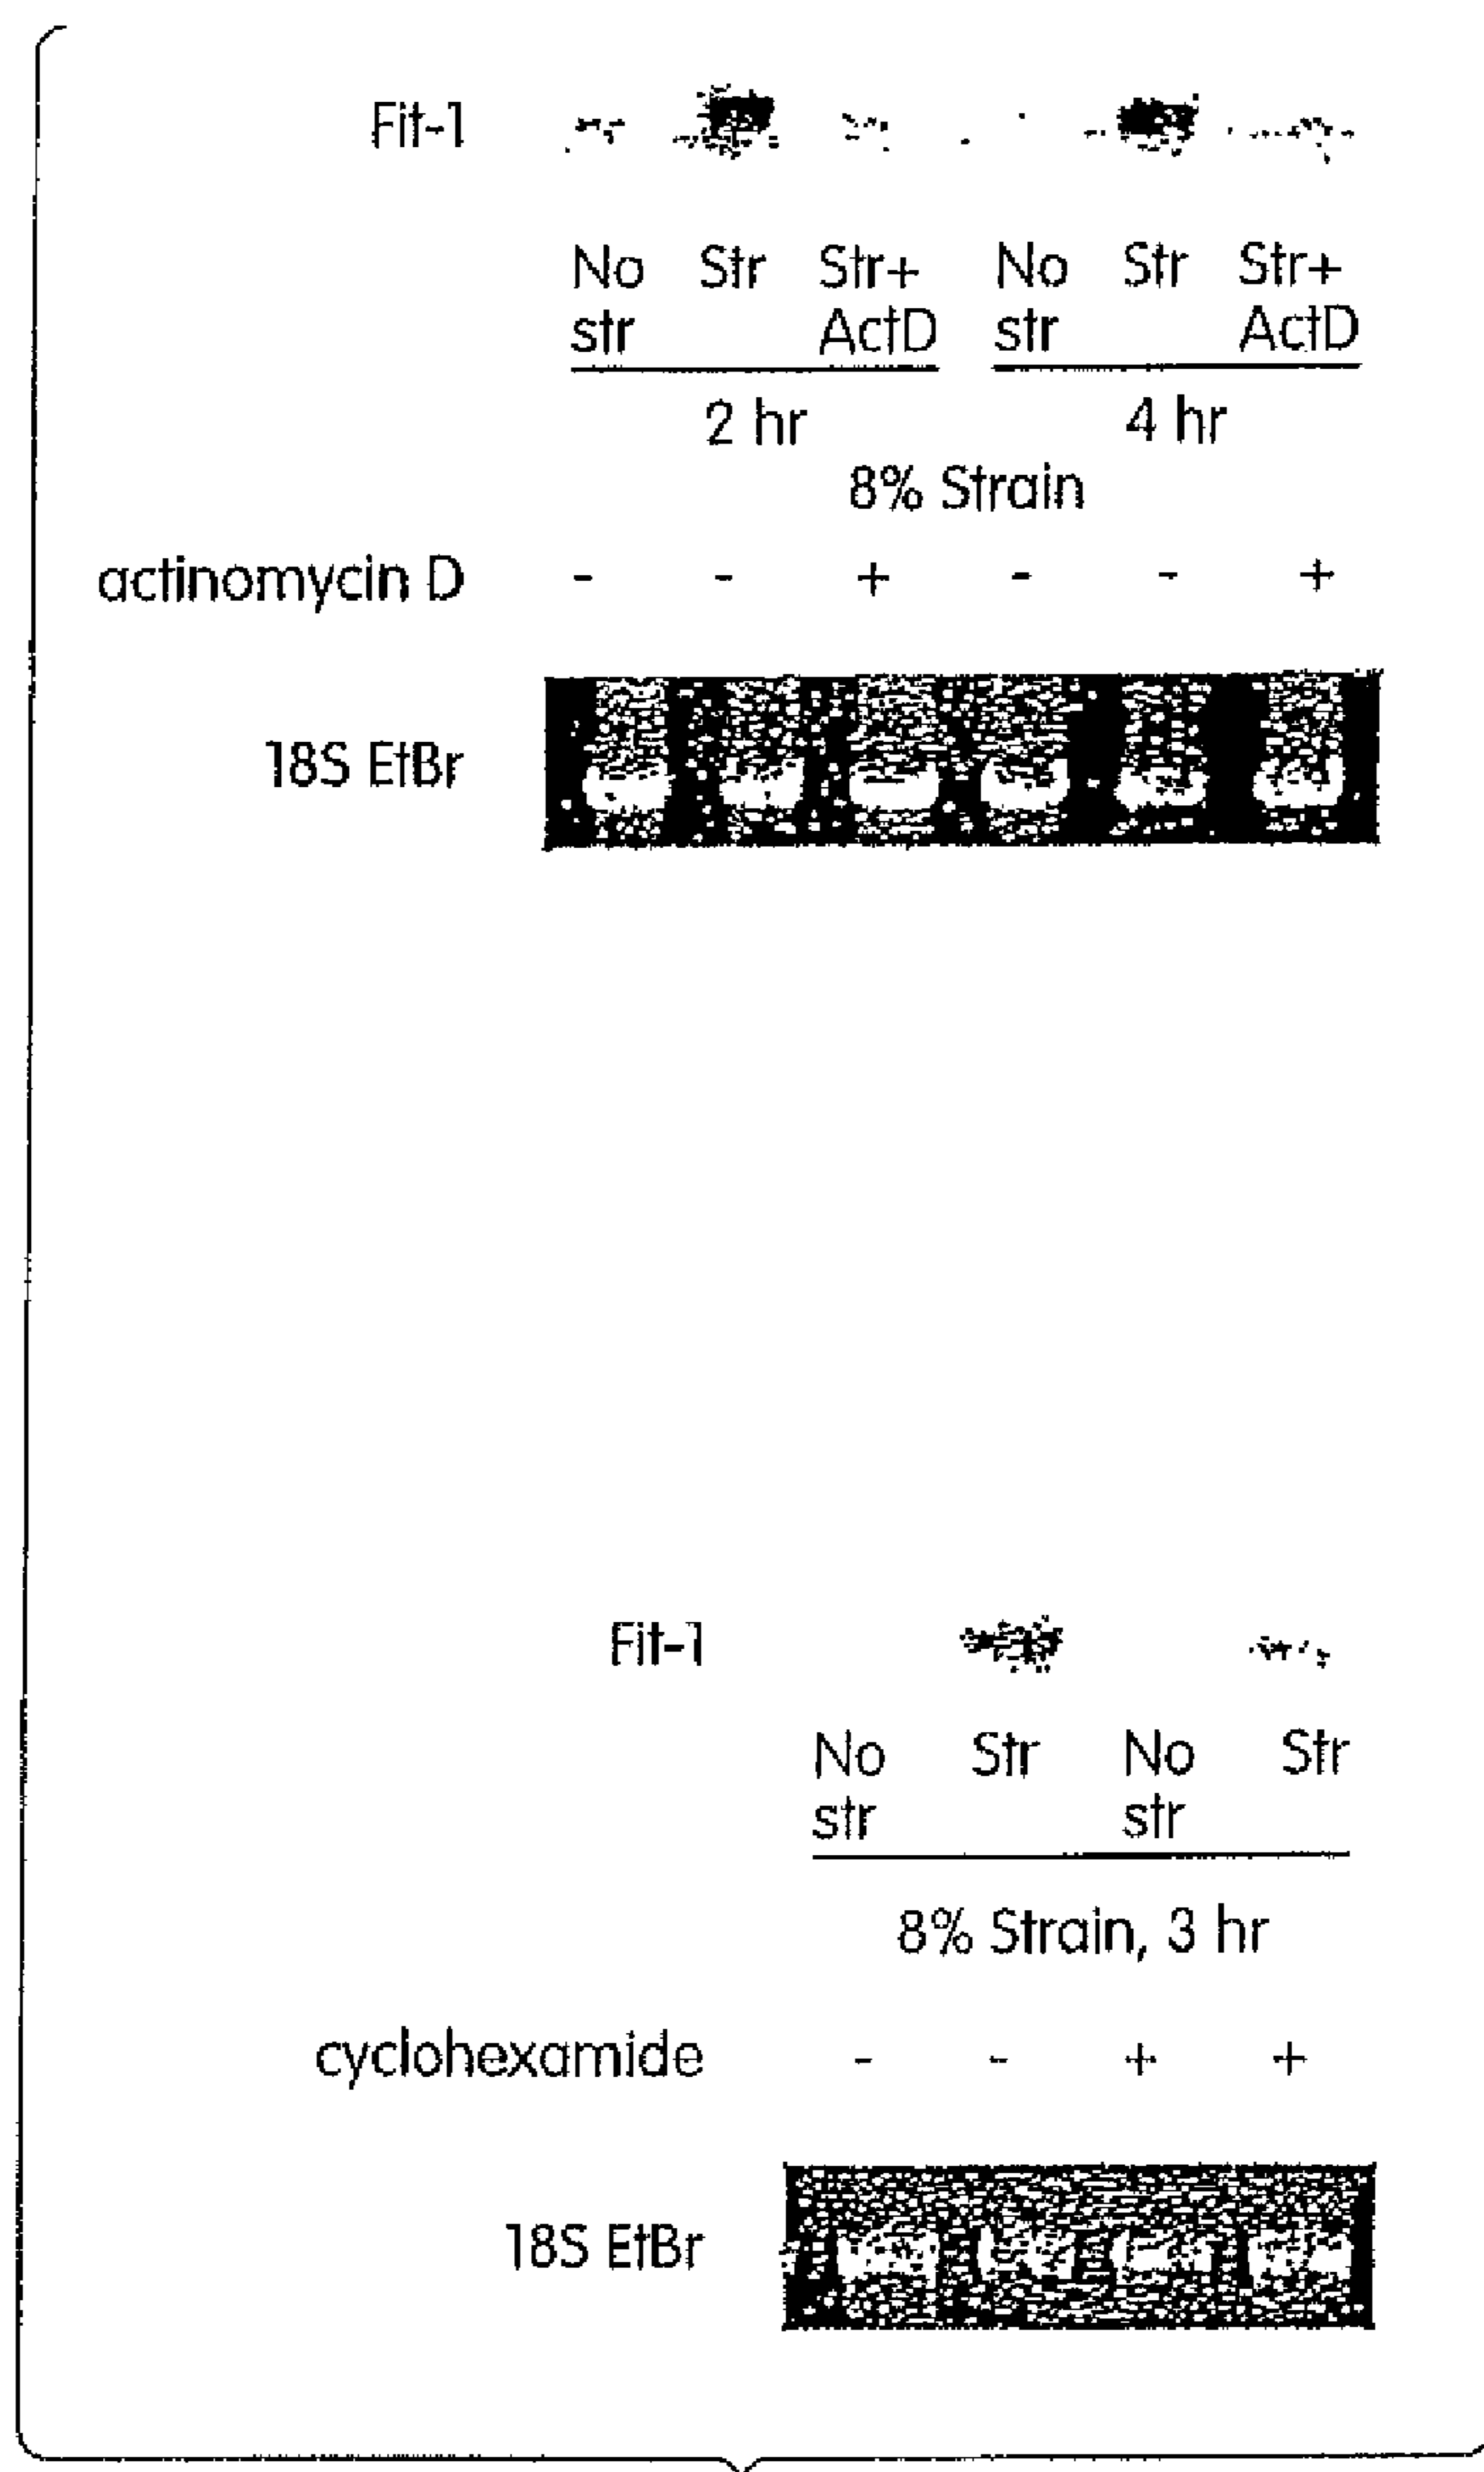 Fit-1
No Str Str+ No Str Str+
str ActD str ActD
2 hr 4 hr
8% Strain
actinomycin D - - + - - +
18S EtBr
Fit-1
No Str No Str
str str
8% Strain, 3 hr
cyclohexamide - - + +
18S EtBr